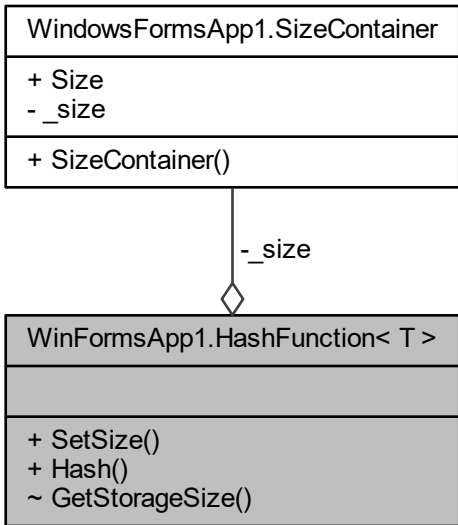 WindowsFormsApp1.SizeContainer
+ Size
- _size
+ SizeContainer()
-_size
WinFormsApp1.HashFunction< T >
+ SetSize()
+ Hash()
~ GetStorageSize()